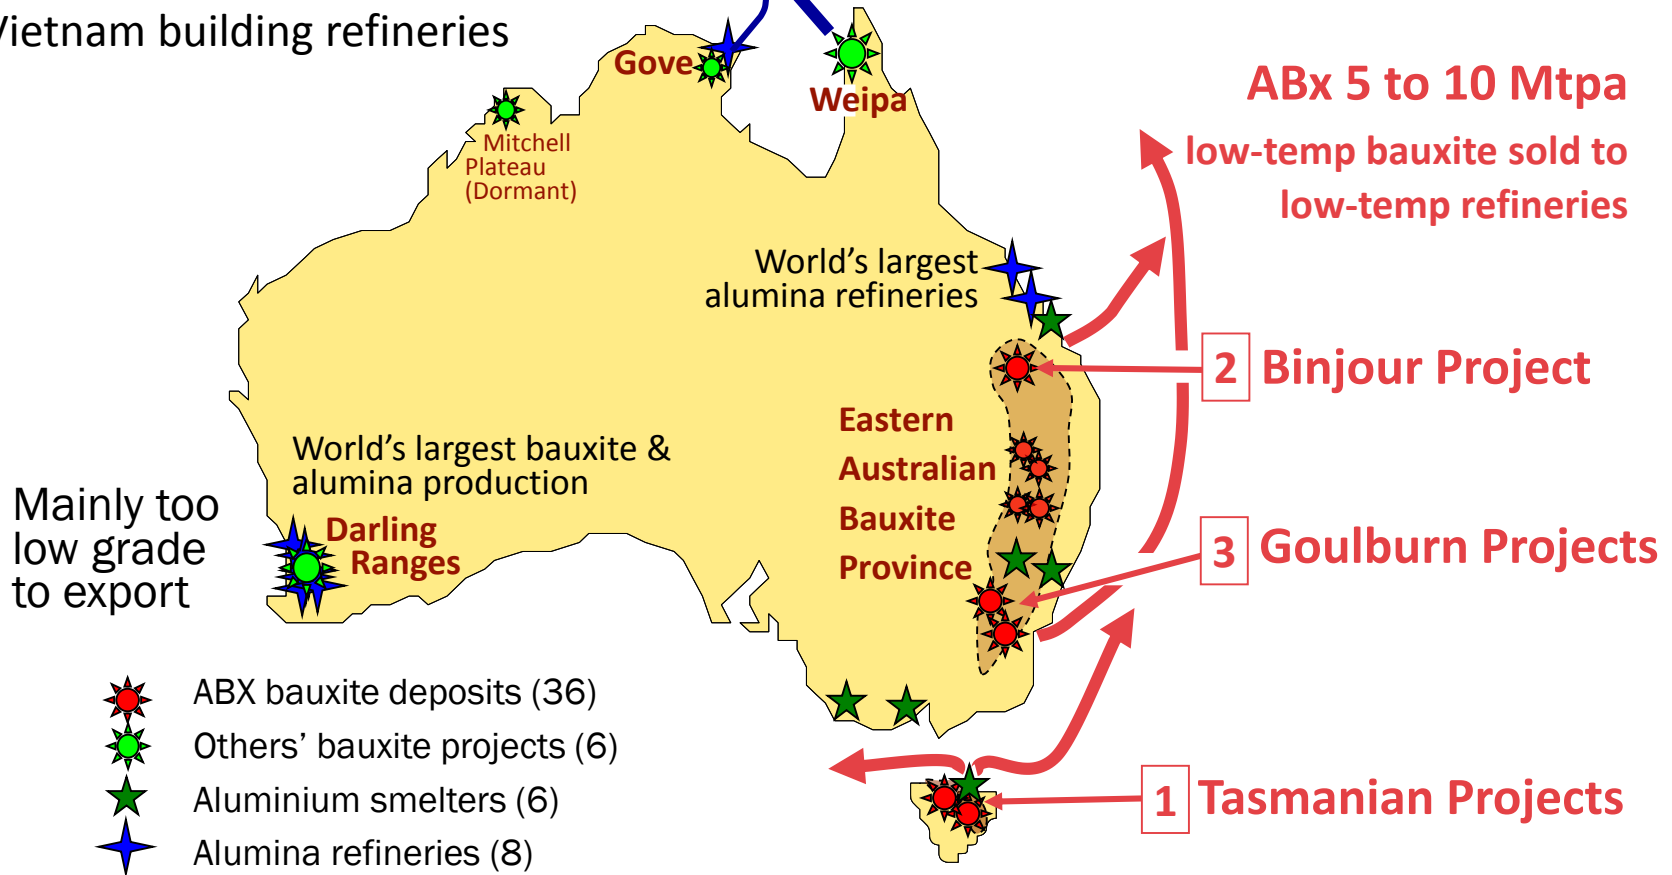 Vietnam building refineries
Gove
Weipa
Mitchell
Plateau
(Dormant)
ABx 5 to 10 Mtpa
low-temp bauxite sold to
low-temp refineries
World's largest
alumina refineries
2 Binjour Project
Eastern
Australian
Bauxite
Province
World's largest bauxite &
alumina production
Mainly too
low grade
to export
Darling
Ranges
3 Goulburn Projects
ABX bauxite deposits (36)
Others' bauxite projects (6)
Aluminium smelters (6)
Alumina refineries (8)
1 Tasmanian Projects